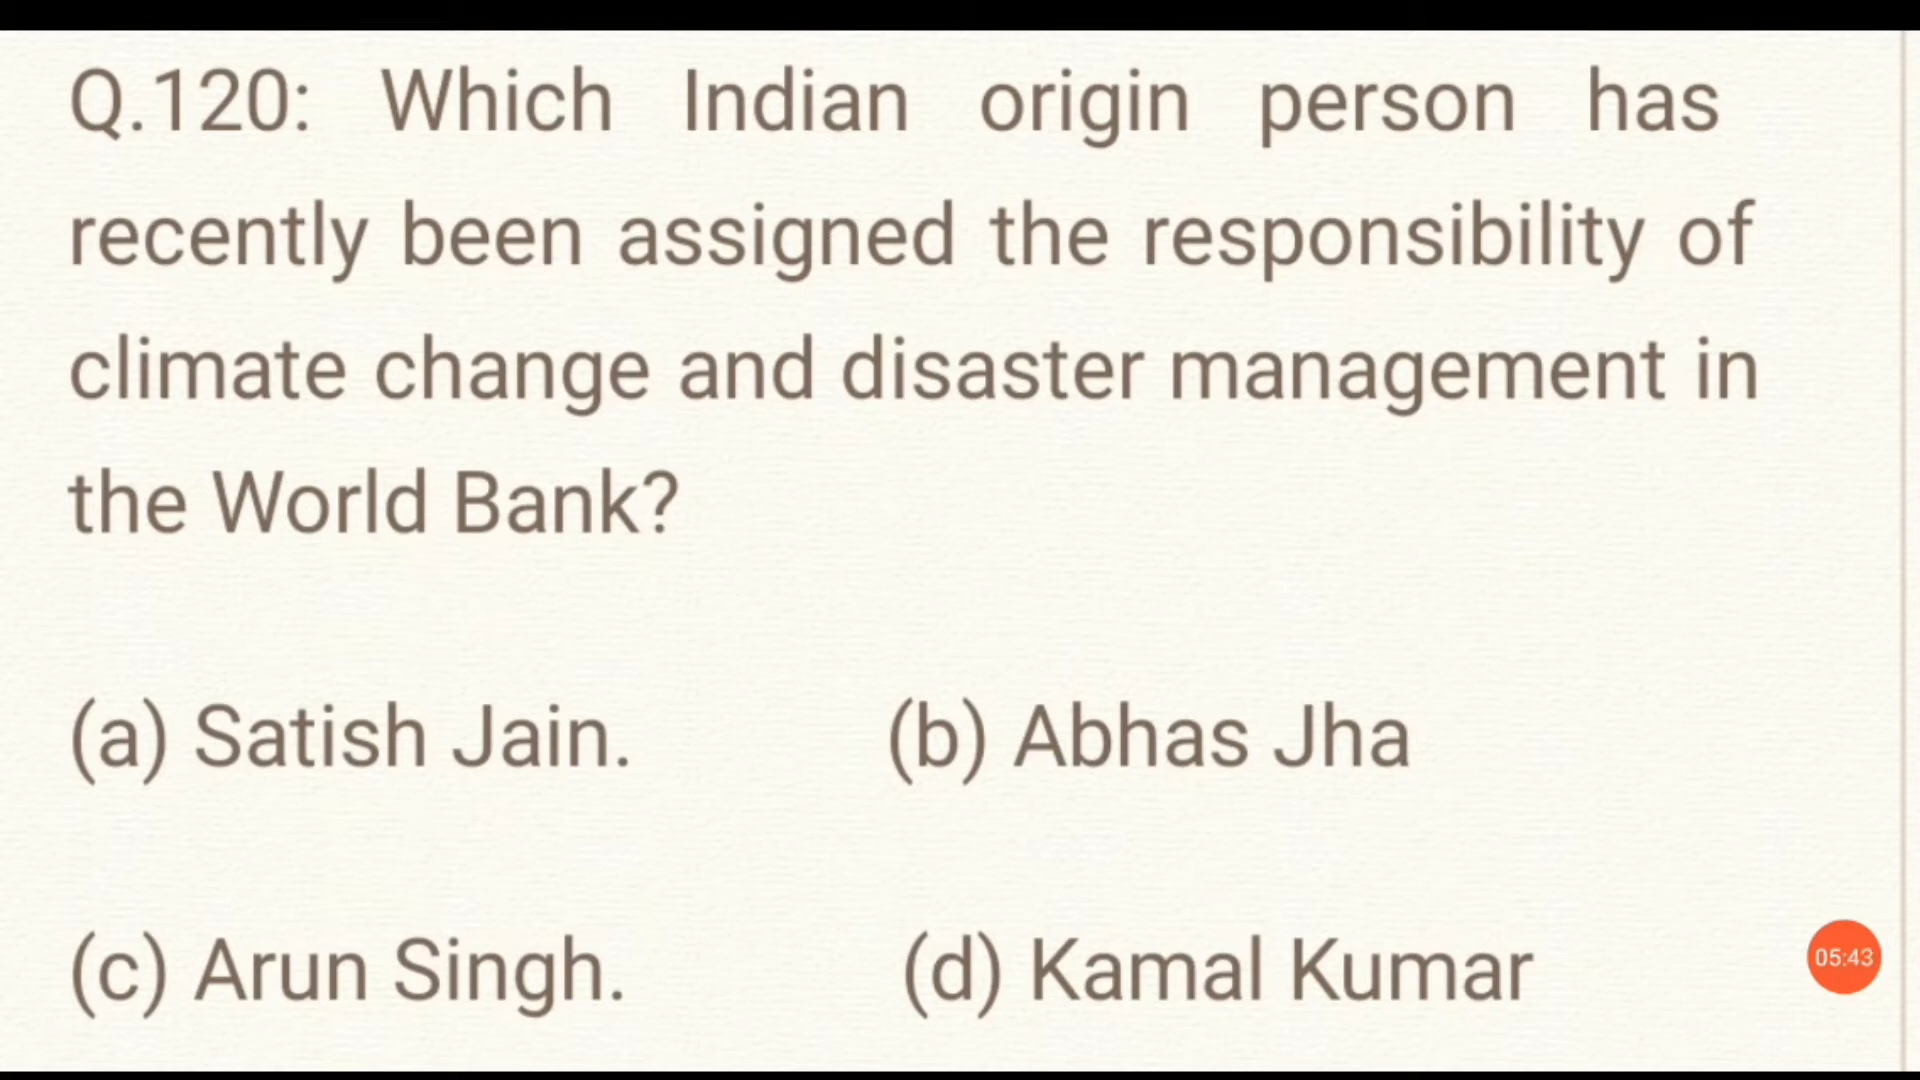 Q.120: Which Indian origin person has
recently been assigned the responsibility of
climate change and disaster management in
the World Bank?
(a) Satish Jain. (b) Abhas Jha
(c) Arun Singh. (d) Kamal Kumar
05:43